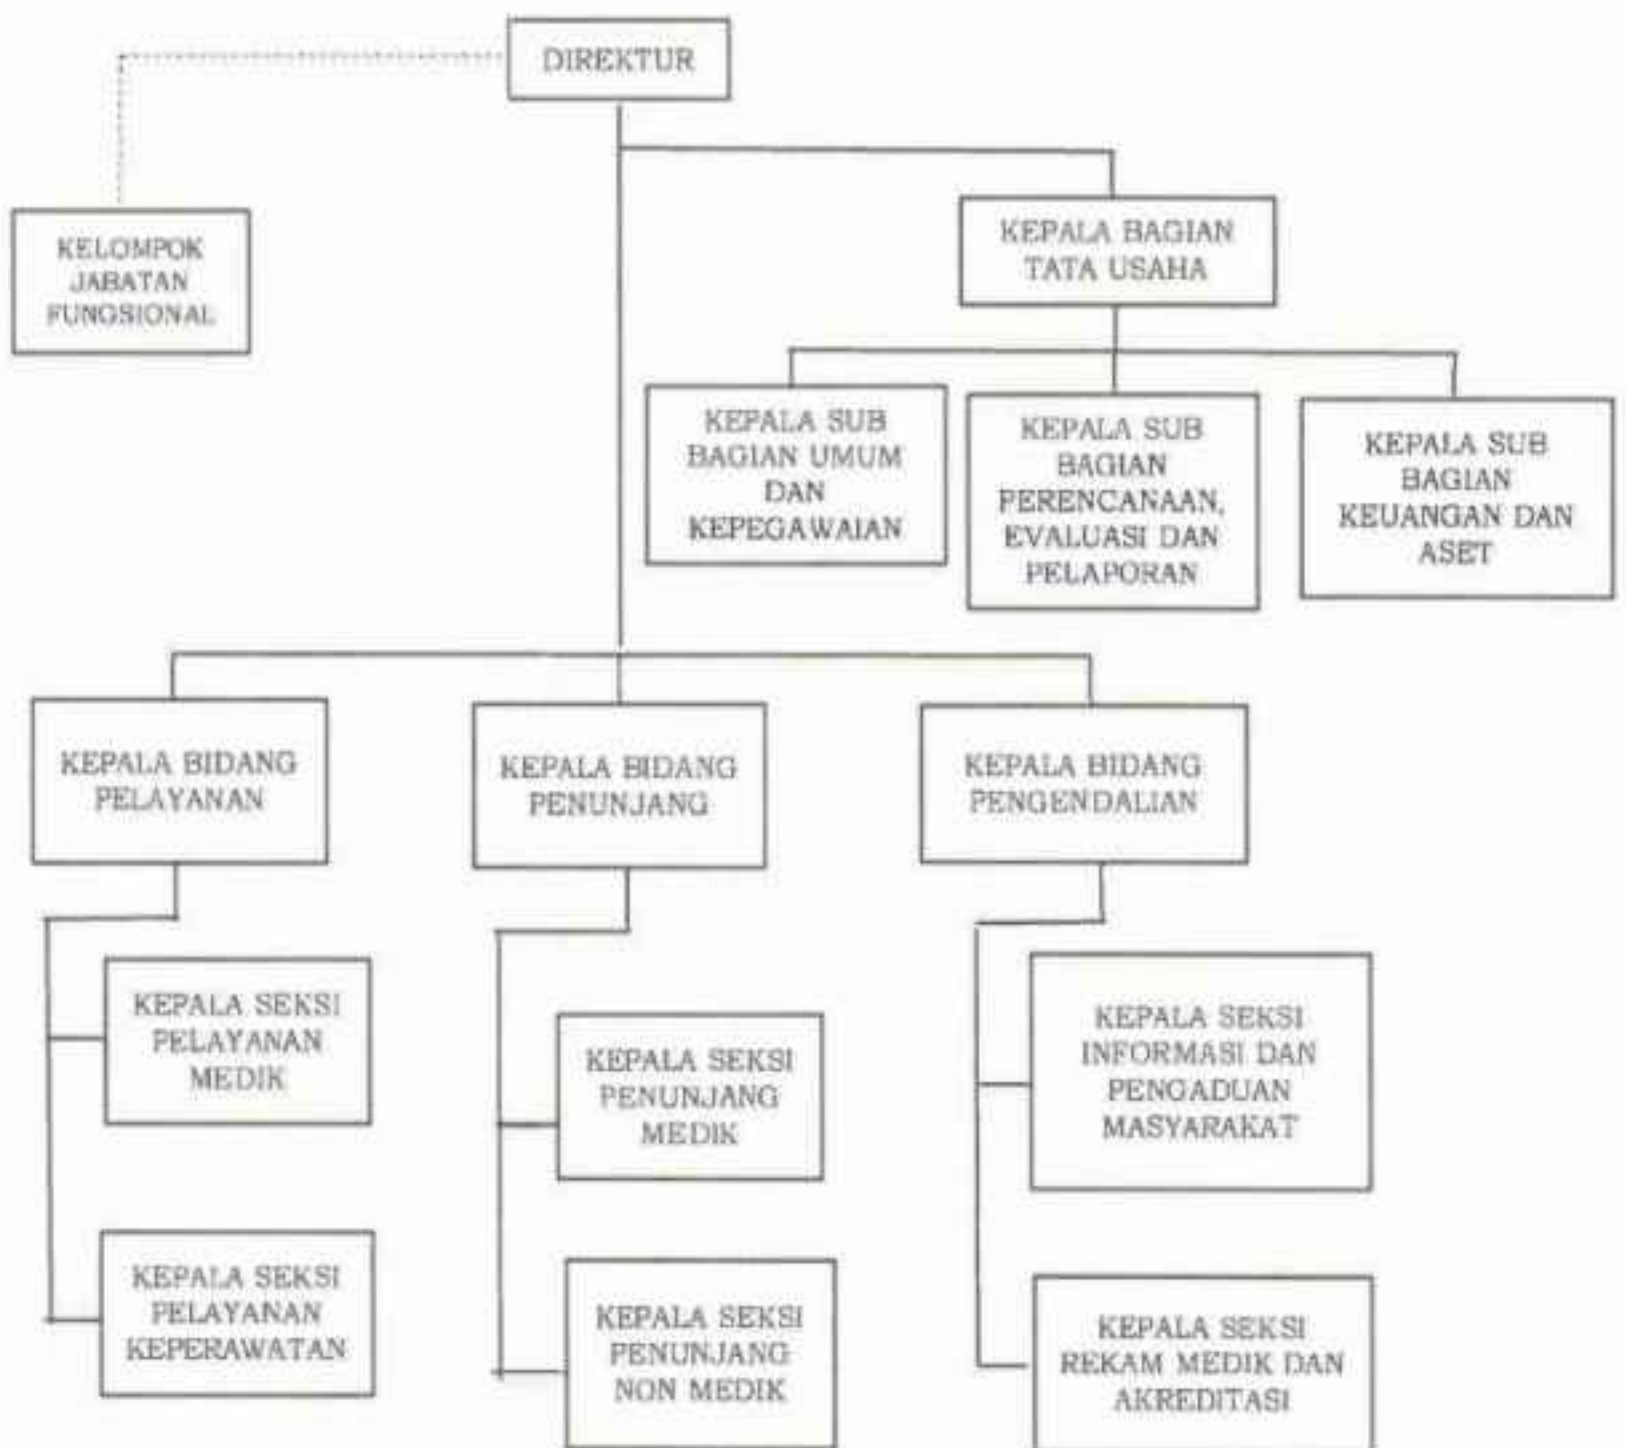 DIREKTUR
KELOMPOK
JABATAN
FUNGSIONAL
KEPALA BAGIAN
TATA USAHA
KEPALA SUB
BAGIAN UMUM
DAN
KEPEGAWAIAN
KEPALA SUB
BAGIAN
PERENCANAAN,
EVALUASI DAN
PELAPORAN
KEPALA SUB
BAGIAN
KEUANGAN DAN
ASET
KEPALA BIDANG
PELAYANAN
KEPALA BIDANG
PENUNJANG
KEPALA BIDANG
PENGENDALIAN
KEPALA SEKSI
PELAYANAN
MEDIK
KEPALA SEKSI
PENUNJANG
MEDIK
KEPALA SEKSI
INFORMASI DAN
PENGADUAN
MASYARAKAT
KEPALA SEKSI
PELAYANAN
KEPERAWATAN
KEPALA SEKSI
PENUNJANG
NON MEDIK
KEPALA SEKSI
REKAM MEDIK DAN
AKREDITASI